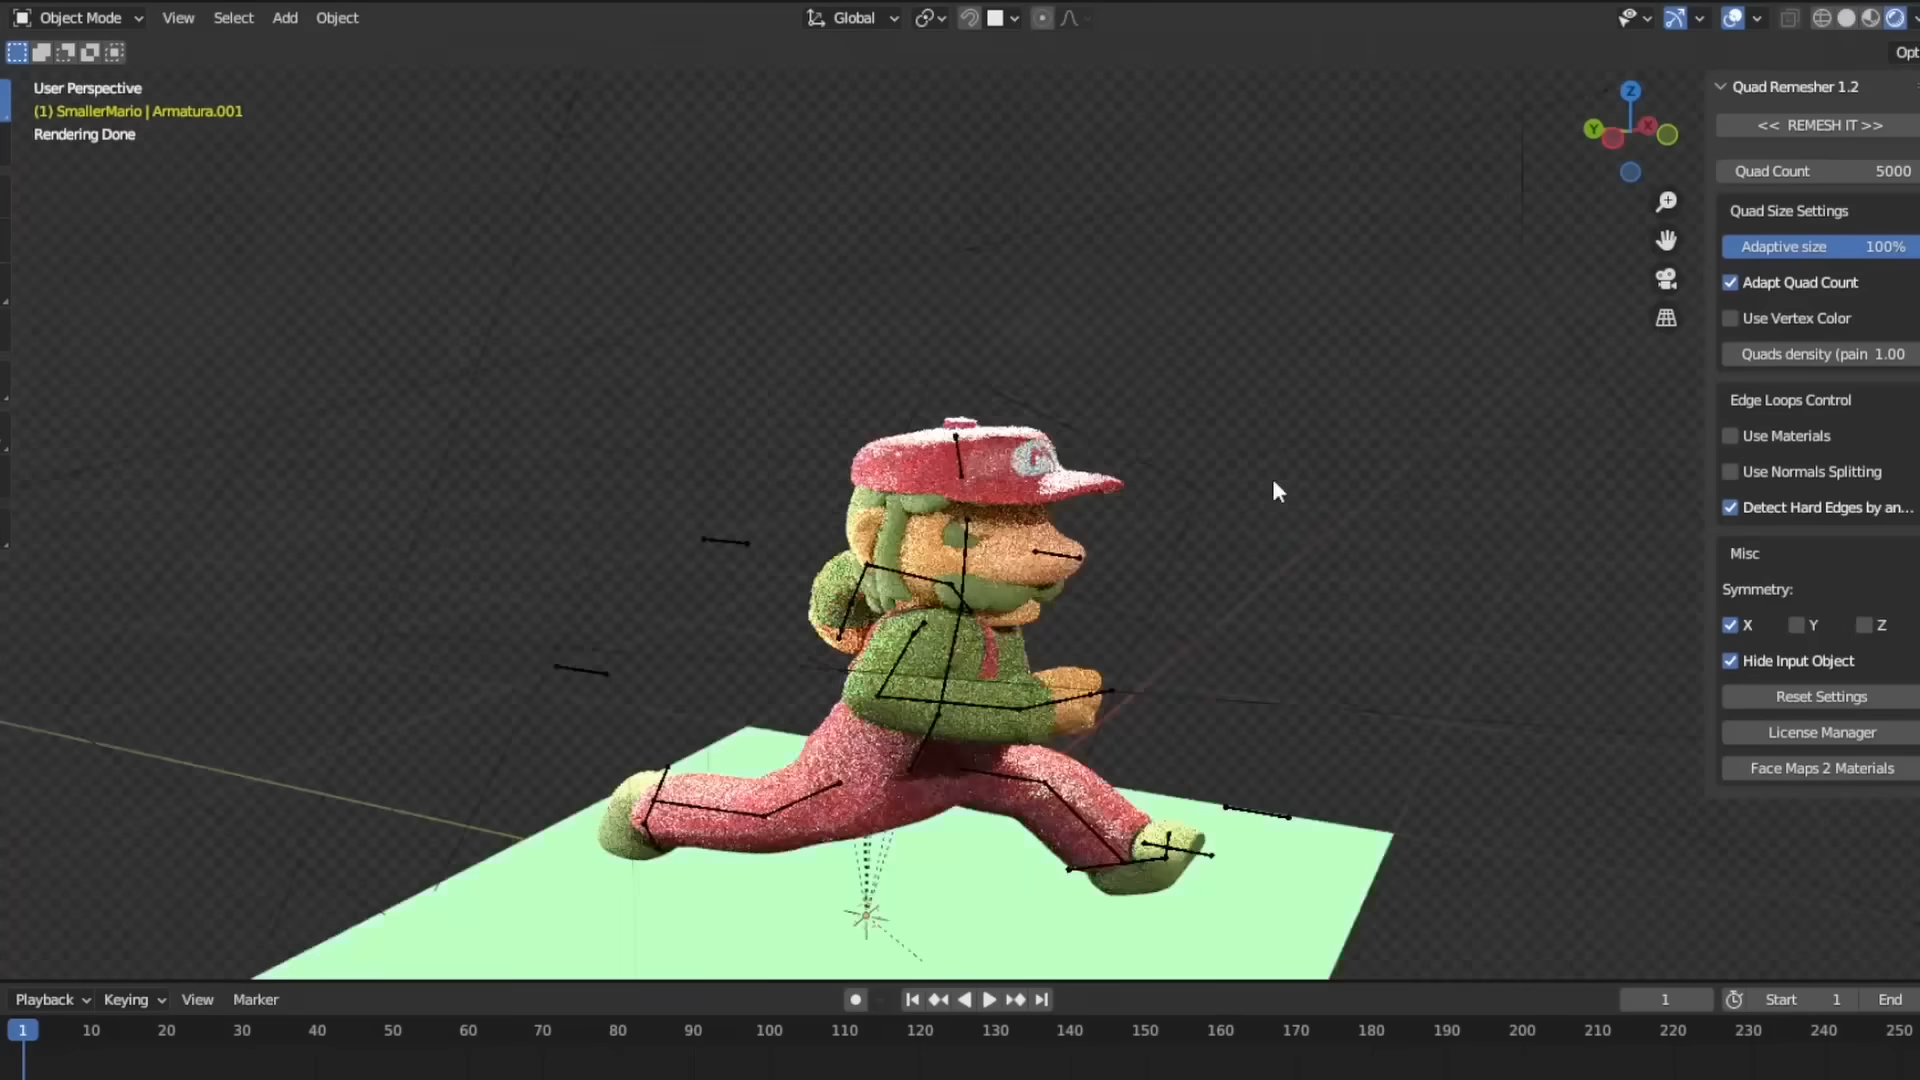 Object Mode View Select Add Object Global
Opt
User Perspective
(1) SmallerMario | Armatura.001
Rendering Done
Z
Y
X
M
Quad Remesher 1.2
<< REMESH IT >>
Quad Count 5000
Quad Size Settings
Adaptive size 100%
Adapt Quad Count
Use Vertex Color
Quads density (pain 1.00
Edge Loops Control
Use Materials
Use Normals Splitting
Detect Hard Edges by an...
Misc
Symmetry:
X Y Z
Hide Input Object
Reset Settings
License Manager
Face Maps 2 Materials
Playback Keying View Marker 1 Start 1 End
1 10 20 30 40 50 60 70 80 90 100 110 120 130 140 150 160 170 180 190 200 210 220 230 240 250